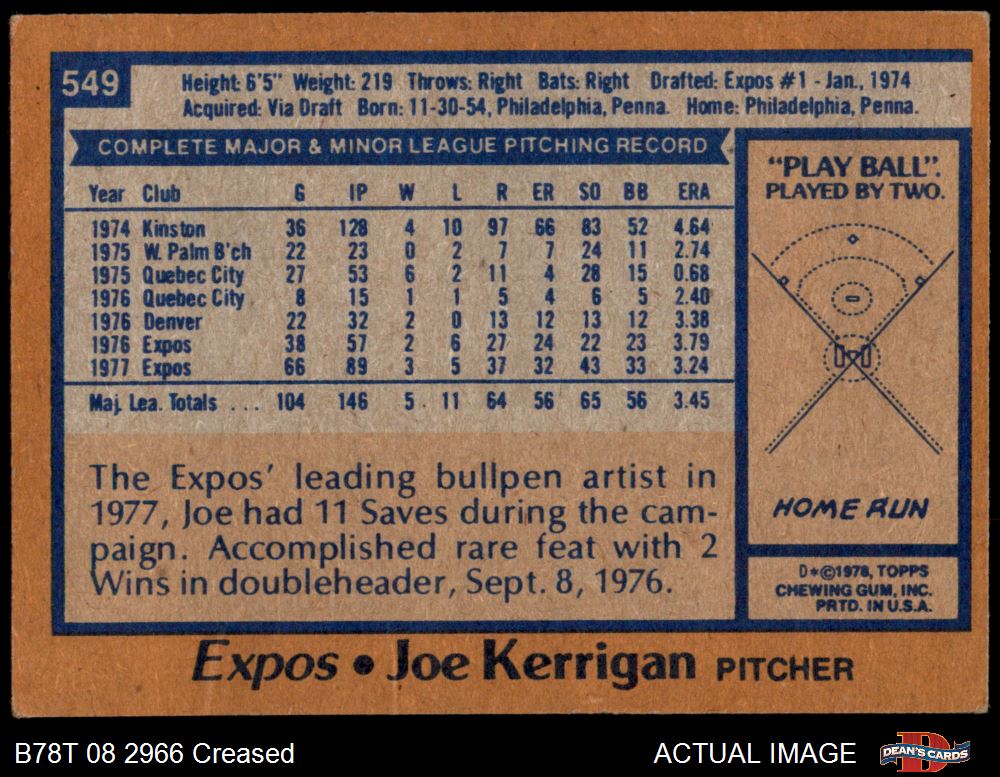 549
Height: 6'5" Weight: 219 Throws: Right Bats: Right Drafted: Expos #1 - Jan., 1974
Acquired: Via Draft Born: 11-30-54, Philadelphia, Penna. Home: Philadelphia, Penna.
COMPLETE MAJOR & MINOR LEAGUE PITCHING RECORD
Year Club G IP W L R ER SO BB ERA
1974 Kinston 36 128 4 10 97 66 83 52 4.64
1975 W. Palm B'ch 22 23 0 2 7 7 24 11 2.74
1975 Quebec City 27 53 6 2 11 4 28 15 0.68
1976 Quebec City 8 15 1 1 5 4 6 5 2.40
1976 Denver 22 32 2 0 13 12 13 12 3.38
1976 Expos 38 57 2 6 27 24 22 23 3.79
1977 Expos 66 89 3 5 37 32 43 33 3.24
Maj. Lea. Totals ... 104 146 5 11 64 56 65 56 3.45
The Expos' leading bullpen artist in
1977, Joe had 11 Saves during the cam-
paign. Accomplished rare feat with 2
Wins in doubleheader, Sept. 8, 1976.
"PLAY BALL".
PLAYED BY TWO.
HOME RUN
D*©1978, TOPPS
CHEWING GUM, INC.
PRTD. IN U.S.A.
Expos • Joe Kerrigan PITCHER
B78T 08 2966 Creased
ACTUAL IMAGE
DEAN'S CARDS